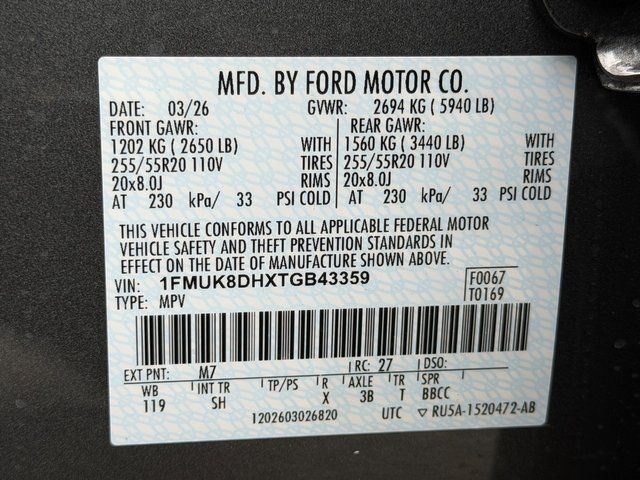 MFD. BY FORD MOTOR CO.
DATE: 03/26 GVWR: 2694 KG ( 5940 LB)
FRONT GAWR: REAR GAWR:
1202 KG ( 2650 LB) WITH 1560 KG ( 3440 LB) WITH
255/55R20 110V TIRES 255/55R20 110V TIRES
20x8.0J RIMS 20x8.0J RIMS
AT 230 kPa/ 33 PSI COLD AT 230 kPa/ 33 PSI COLD
THIS VEHICLE CONFORMS TO ALL APPLICABLE FEDERAL MOTOR
VEHICLE SAFETY AND THEFT PREVENTION STANDARDS IN
EFFECT ON THE DATE OF MANUFACTURE SHOWN ABOVE.
VIN: 1FMUK8DHXTGB43359 F0067
TYPE: MPV T0169
EXT PNT: M7 RC: 27 DSO:
WB INT TR TP/PS R AXLE TR SPR
119 SH X 3B T BBCC
1202603026820 UTC ▽ RU5A-1520472-AB